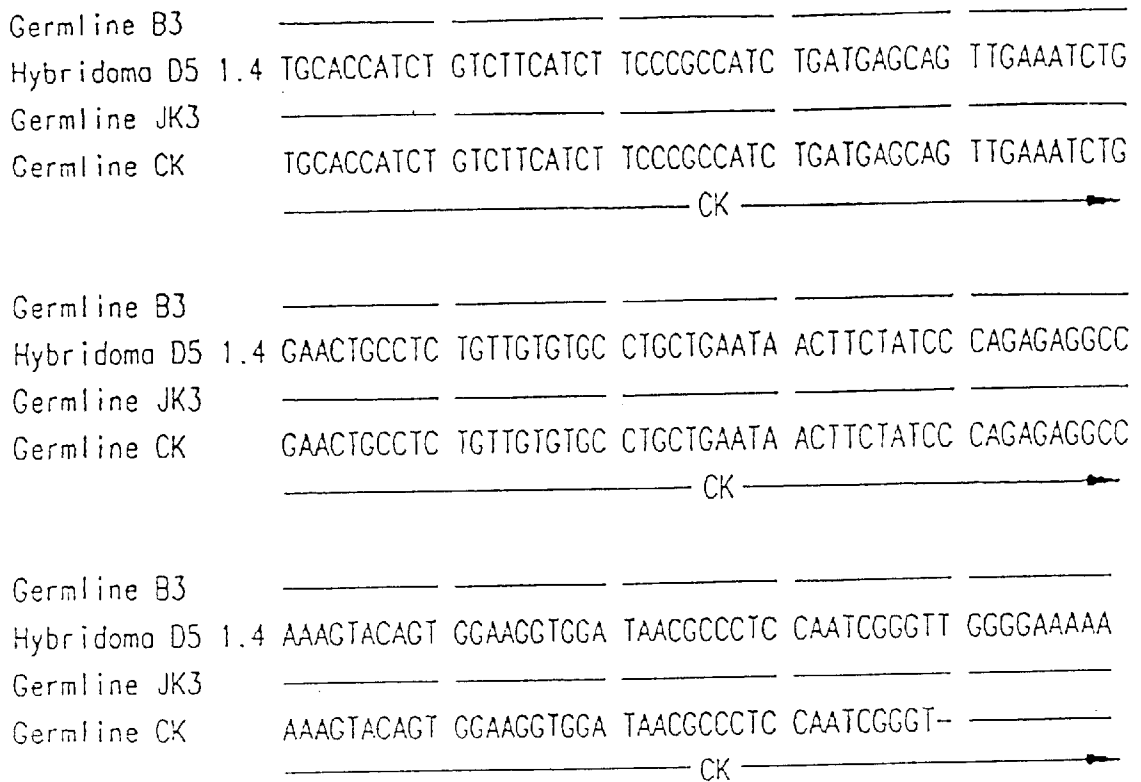 Germline B3
Hybridoma D5 1.4 TGCACCATCT GTCTTCATCT TCCCGCCATC TGATGAGCAG TTGAAATCTG
Germline JK3
Germline CK TGCACCATCT GTCTTCATCT TCCCGCCATC TGATGAGCAG TTGAAATCTG
CK
Germline B3
Hybridoma D5 1.4 GAACTGCCTC TGTTGTGTGC CTGCTGAATA ACTTCTATCC CAGAGAGGCC
Germline JK3
Germline CK GAACTGCCTC TGTTGTGTGC CTGCTGAATA ACTTCTATCC CAGAGAGGCC
CK
Germline B3
Hybridoma D5 1.4 AAAGTACAGT GGAAGGTGGA TAACGCCCTC CAATCGGGTT GGGGAAAAA
Germline JK3
Germline CK AAAGTACAGT GGAAGGTGGA TAACGCCCTC CAATCGGGT-
CK